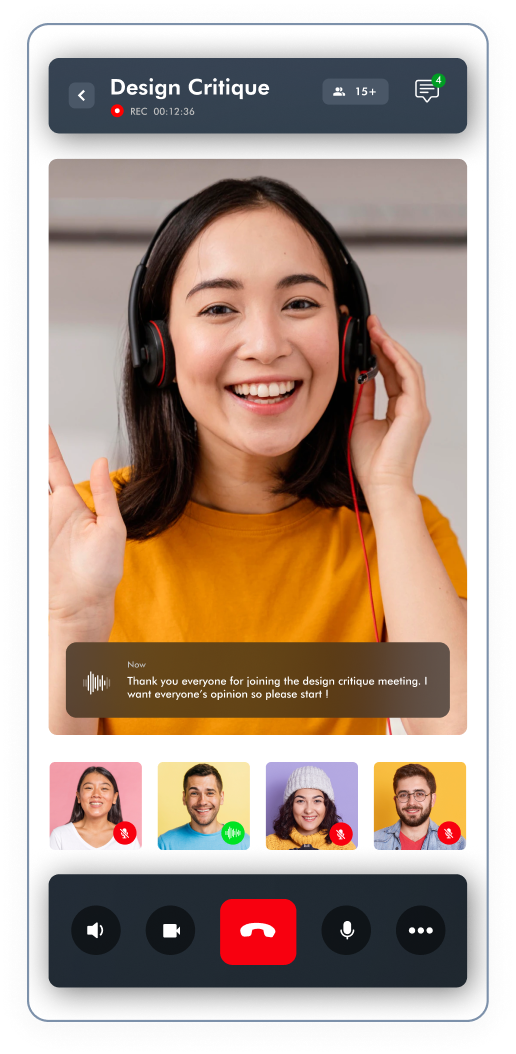 Design Critique
REC 00:12:36
15+
4
Now
Thank you everyone for joining the design critique meeting. I
want everyone's opinion so please start !